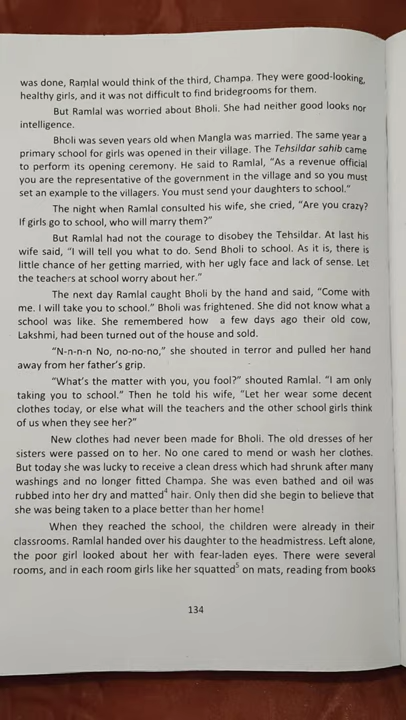 was done, Ramlal would think of the third, Champa. They were good-looking,
healthy girls, and it was not difficult to find bridegrooms for them.
But Ramlal was worried about Bholi. She had neither good looks nor
intelligence.
Bholi was seven years old when Mangla was married. The same year a
primary school for girls was opened in their village. The Tehsildar sahib came
to perform its opening ceremony. He said to Ramlal, “As a revenue official
you are the representative of the government in the village and so you must
set an example to the villagers. You must send your daughters to school.”
The night when Ramlal consulted his wife, she cried, “Are you crazy?
If girls go to school, who will marry them?”
But Ramlal had not the courage to disobey the Tehsildar. At last his
wife said, “I will tell you what to do. Send Bholi to school. As it is, there is
little chance of her getting married, with her ugly face and lack of sense. Let
the teachers at school worry about her.”
The next day Ramlal caught Bholi by the hand and said, “Come with
me. I will take you to school.” Bholi was frightened. She did not know what a
school was like. She remembered how a few days ago their old cow,
Lakshmi, had been turned out of the house and sold.
“N-n-n-n No, no-no-no,” she shouted in terror and pulled her hand
away from her father’s grip.
“What’s the matter with you, you fool?” shouted Ramlal. “I am only
taking you to school.” Then he told his wife, “Let her wear some decent
clothes today, or else what will the teachers and the other school girls think
of us when they see her?”
New clothes had never been made for Bholi. The old dresses of her
sisters were passed on to her. No one cared to mend or wash her clothes.
But today she was lucky to receive a clean dress which had shrunk after many
washings and no longer fitted Champa. She was even bathed and oil was
rubbed into her dry and matted⁴ hair. Only then did she begin to believe that
she was being taken to a place better than her home!
When they reached the school, the children were already in their
classrooms. Ramlal handed over his daughter to the headmistress. Left alone,
the poor girl looked about her with fear-laden eyes. There were several
rooms, and in each room girls like her squatted⁵ on mats, reading from books
134